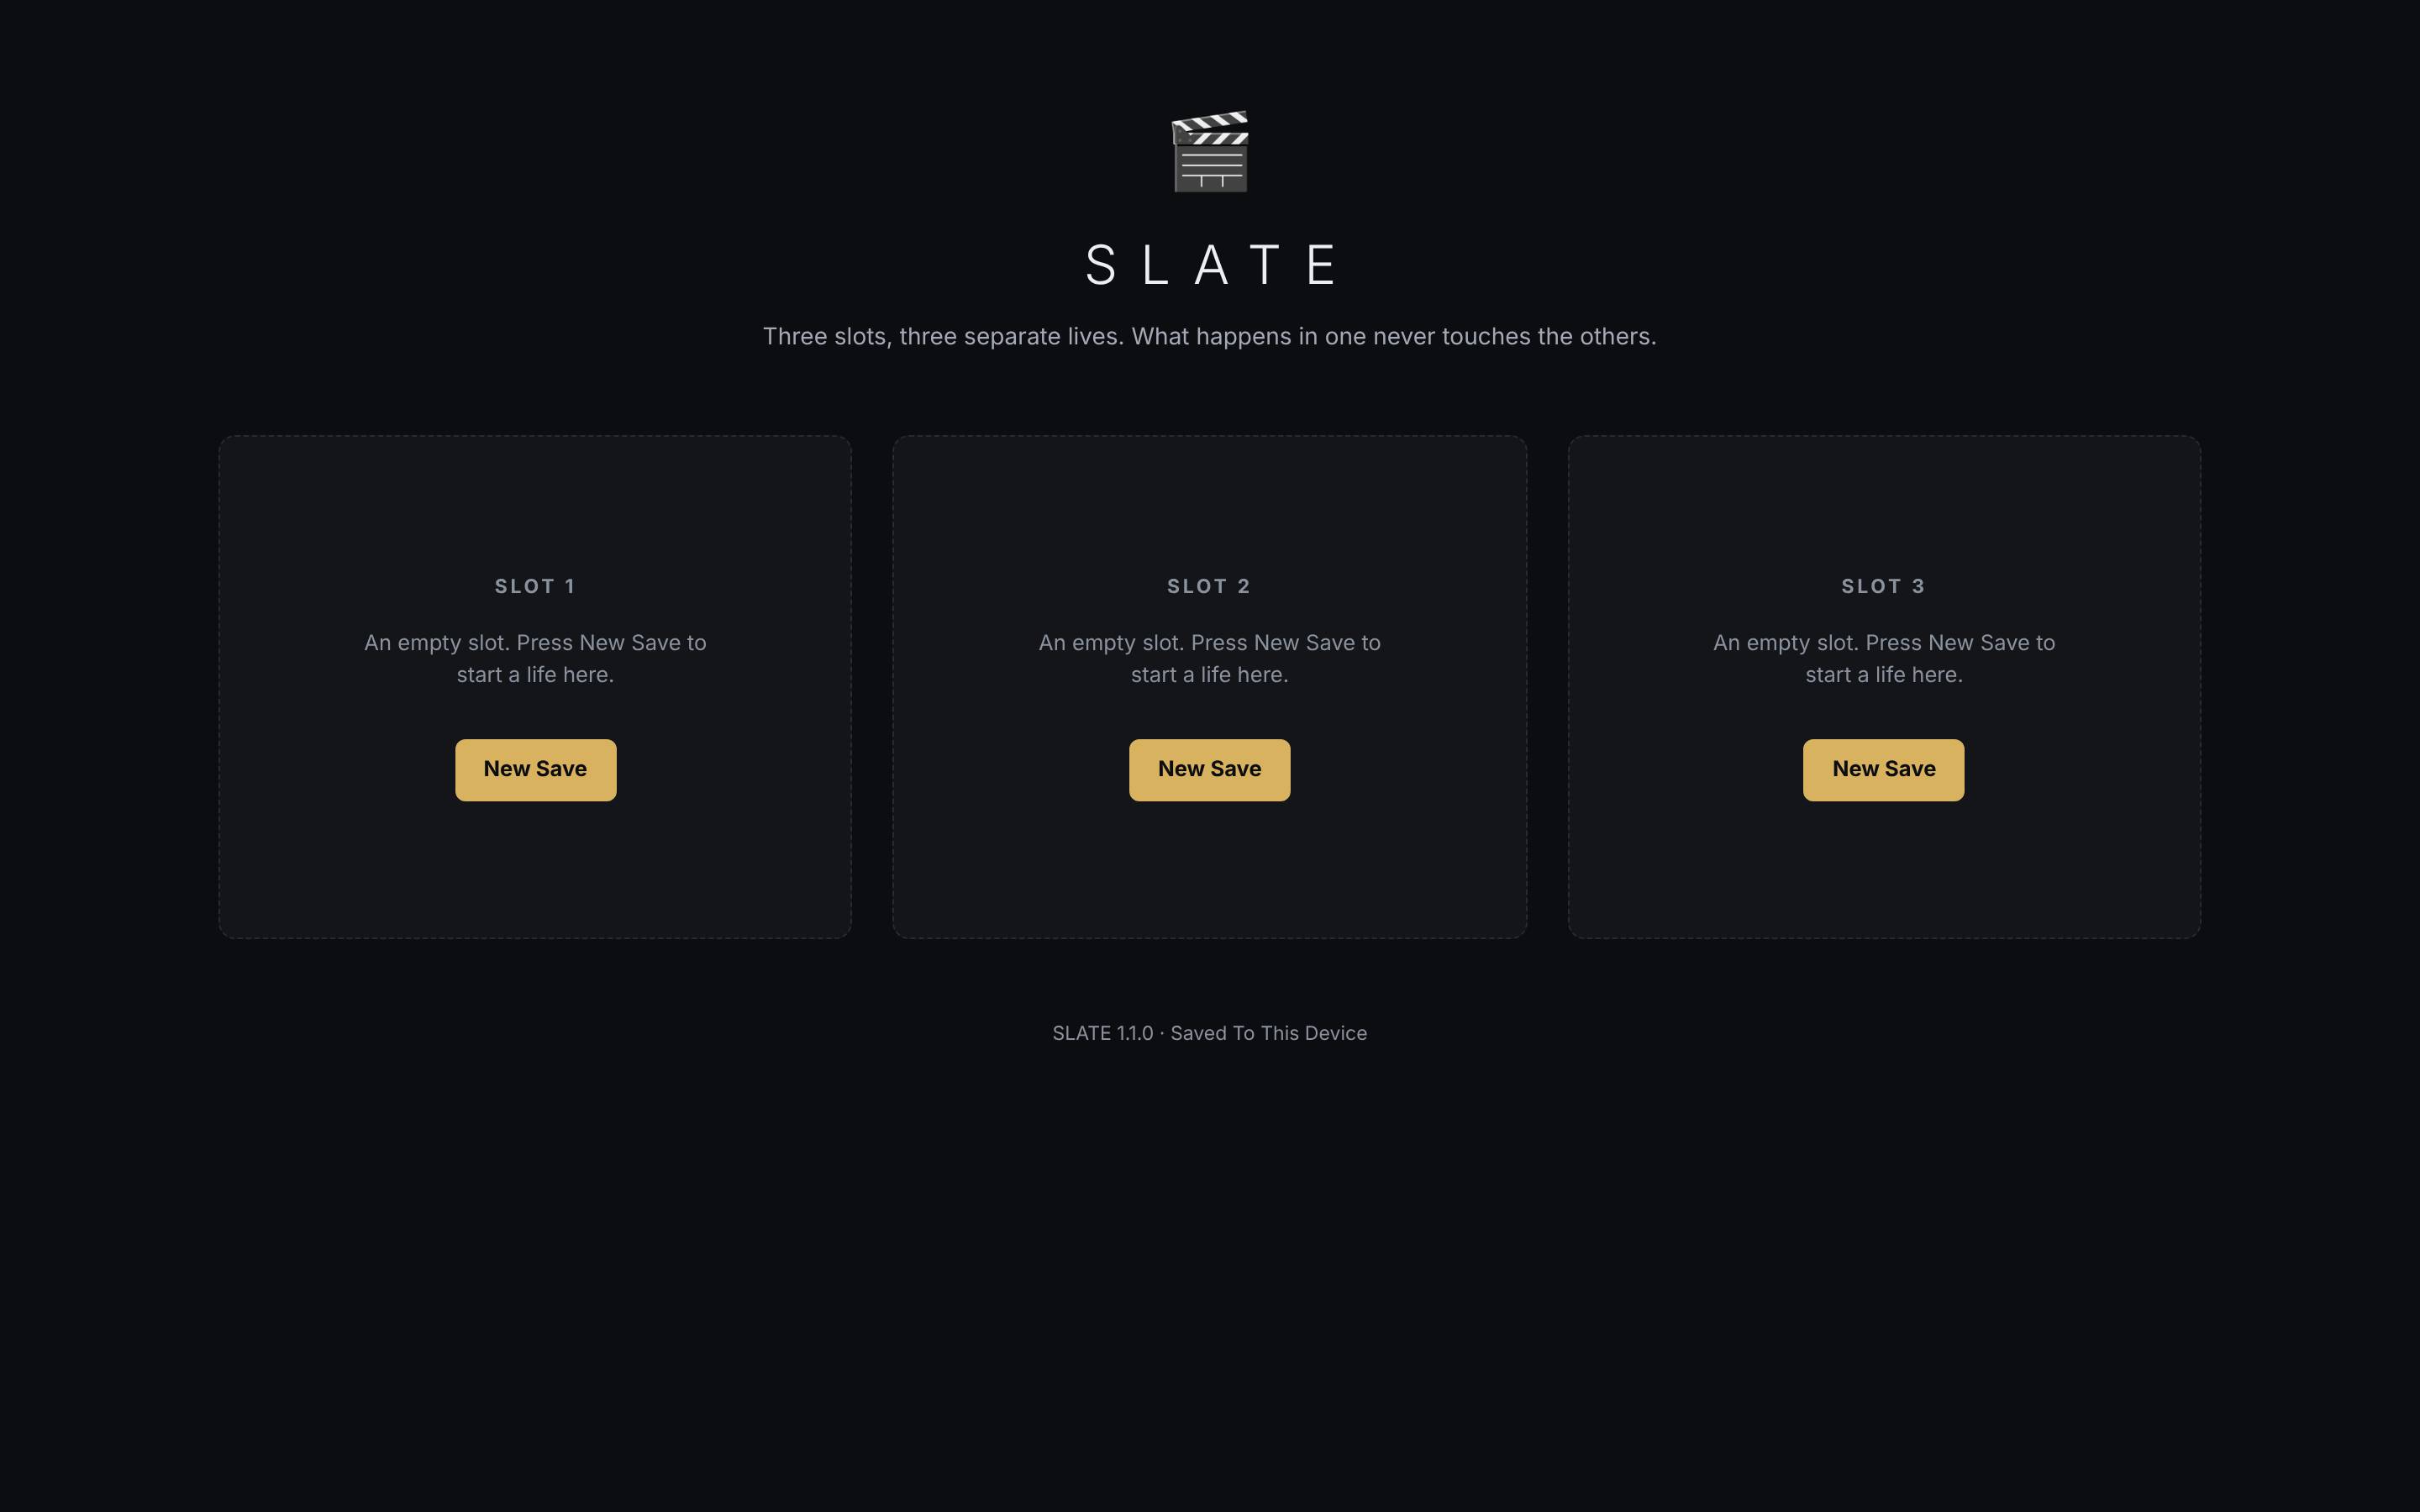 SLATE
Three slots, three separate lives. What happens in one never touches the others.
SLOT 1
An empty slot. Press New Save to
start a life here.
New Save
SLOT 2
An empty slot. Press New Save to
start a life here.
New Save
SLOT 3
An empty slot. Press New Save to
start a life here.
New Save
SLATE 1.1.0 · Saved To This Device